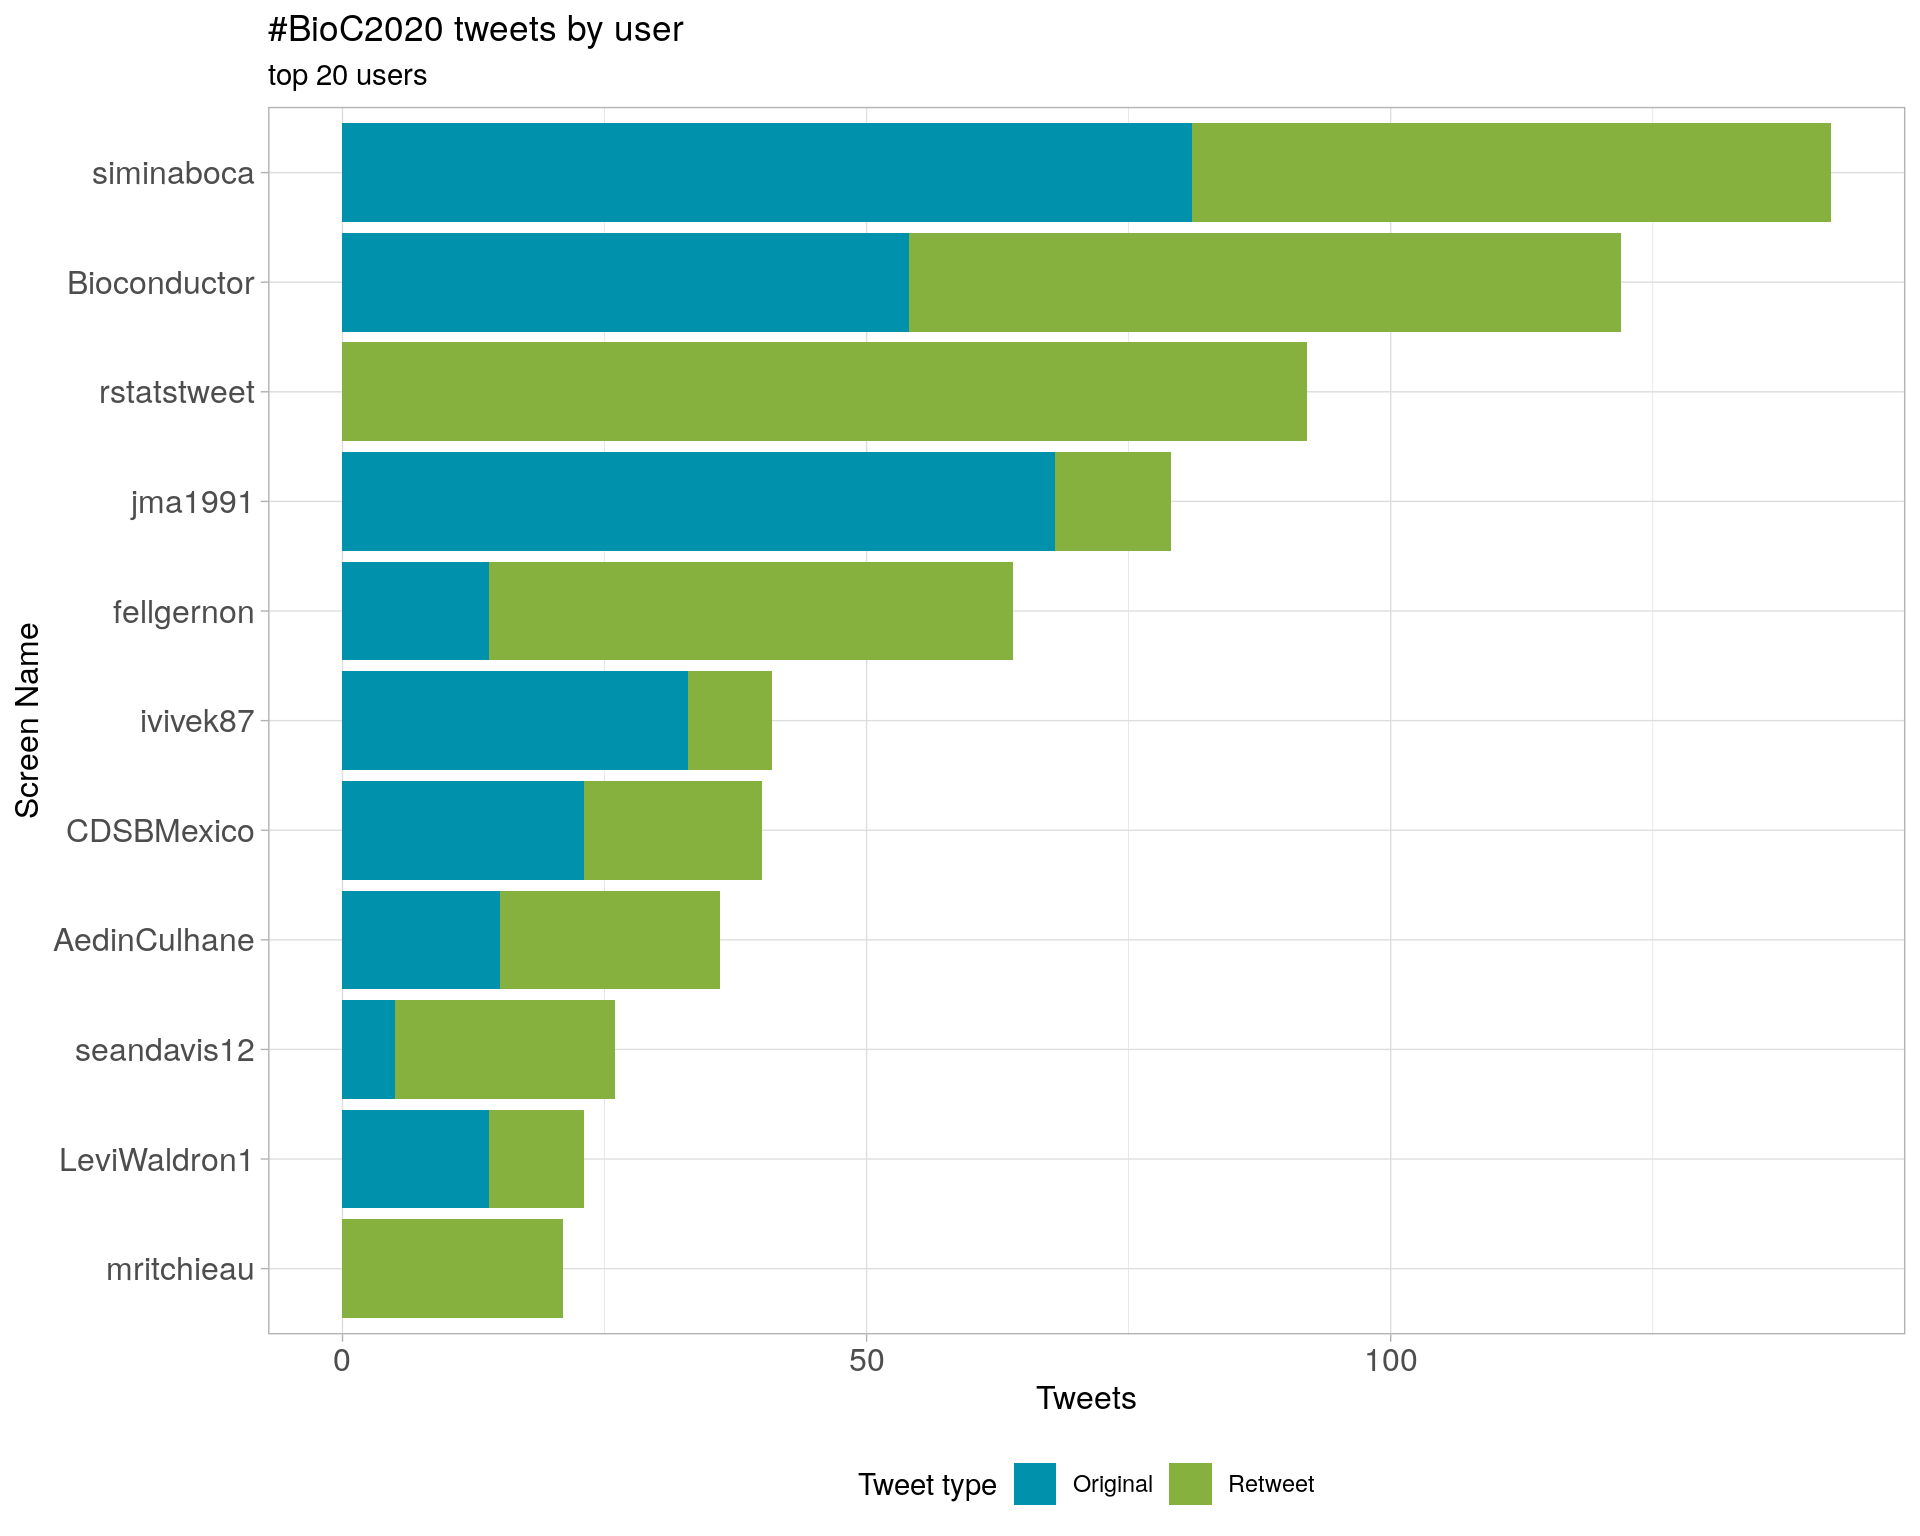 #BioC2020 tweets by user
top 20 users
Screen Name
siminaboca
Bioconductor
rstatstweet
jma1991
fellgernon
ivivek87
CDSBMexico
AedinCulhane
seandavis12
LeviWaldron1
mritchieau
0 50 100
Tweets
Tweet type Original Retweet